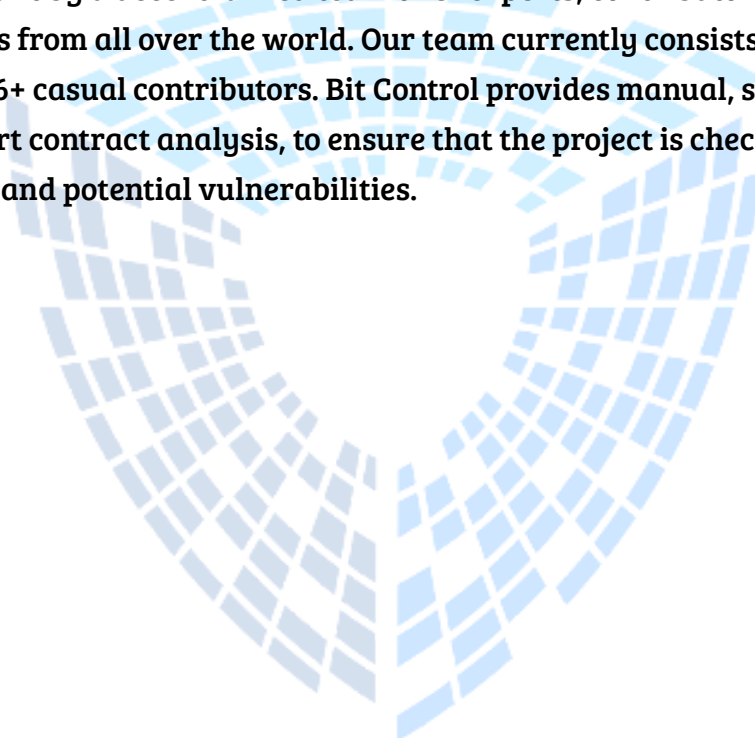 s from all over the world. Our team currently consists
6+ casual contributors. Bit Control provides manual, s
rt contract analysis, to ensure that the project is chec
and potential vulnerabilities.